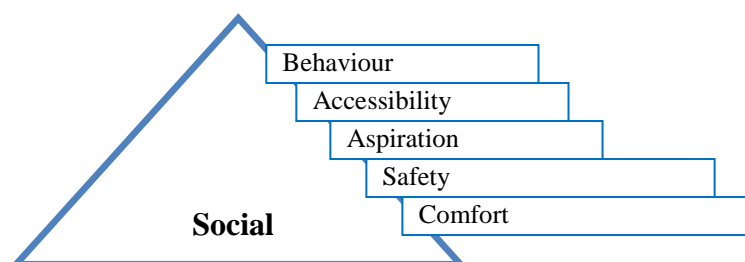 Behaviour
Accessibility
Aspiration
Safety
Comfort
Social